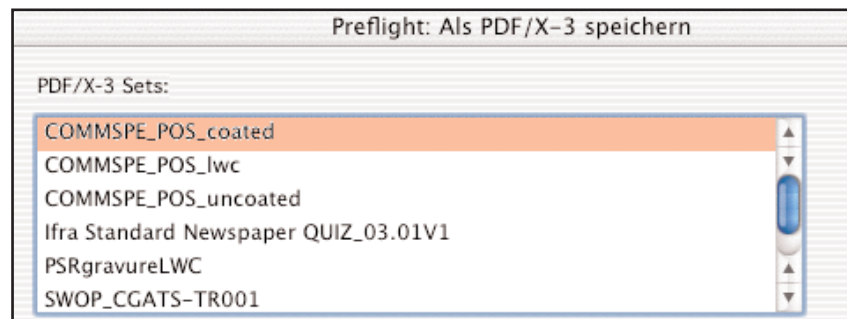 Preflight: Als PDF/X-3 speichern
PDF/X-3 Sets:
COMMSPE_POS_coated
COMMSPE_POS_lwc
COMMSPE_POS_uncoated
Ifra Standard Newspaper QUIZ_03.01V1
PSRgravureLWC
SWOP_CGATS-TR001